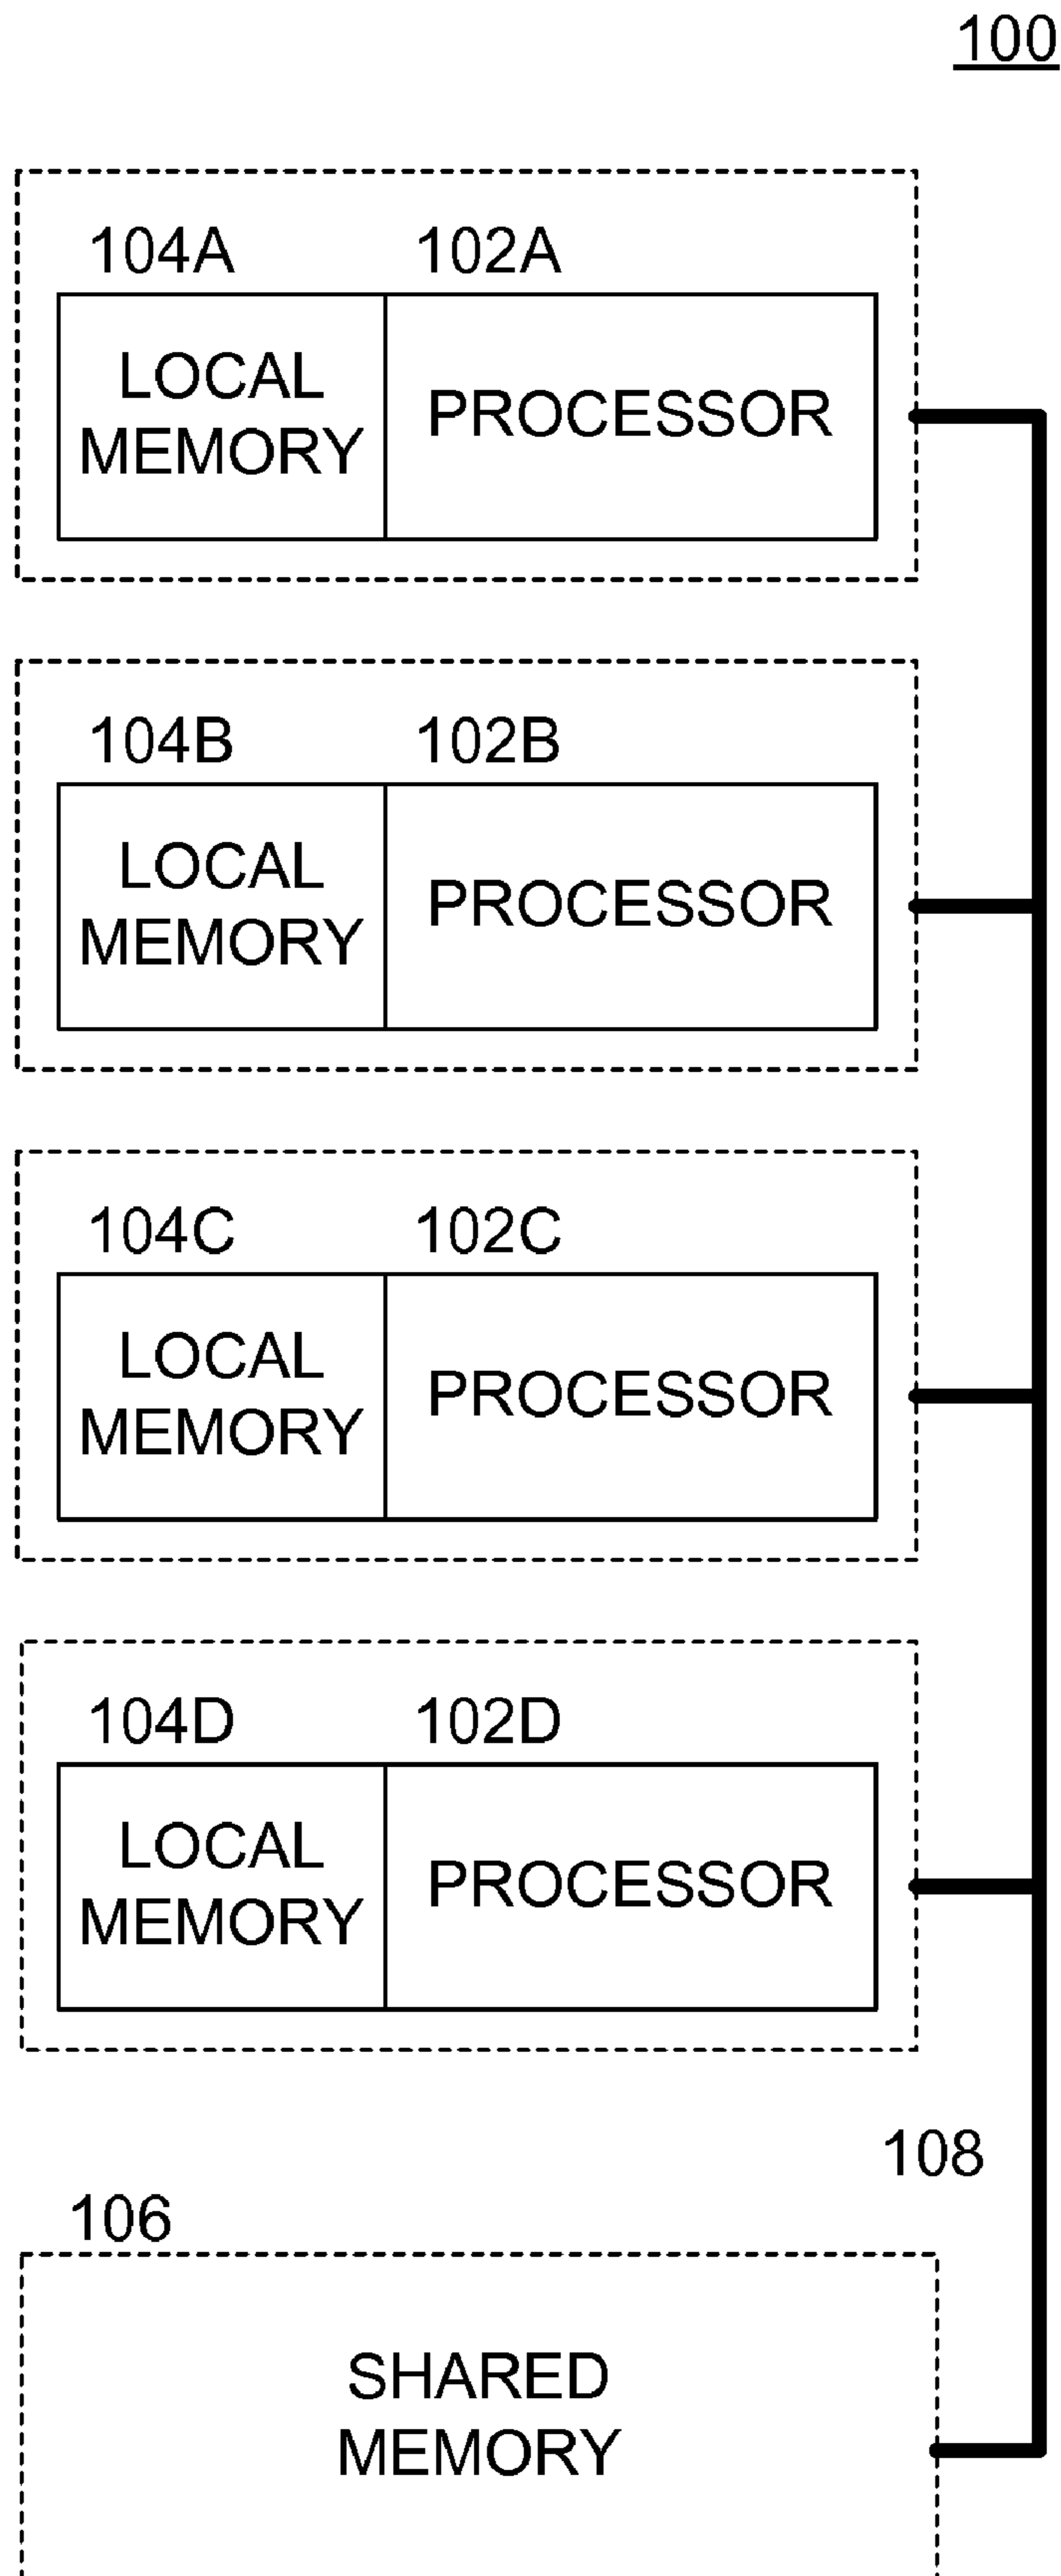 100
104A 102A
LOCAL
MEMORY
PROCESSOR
104B 102B
LOCAL
MEMORY
PROCESSOR
104C 102C
LOCAL
MEMORY
PROCESSOR
104D 102D
LOCAL
MEMORY
PROCESSOR
108
106
SHARED
MEMORY